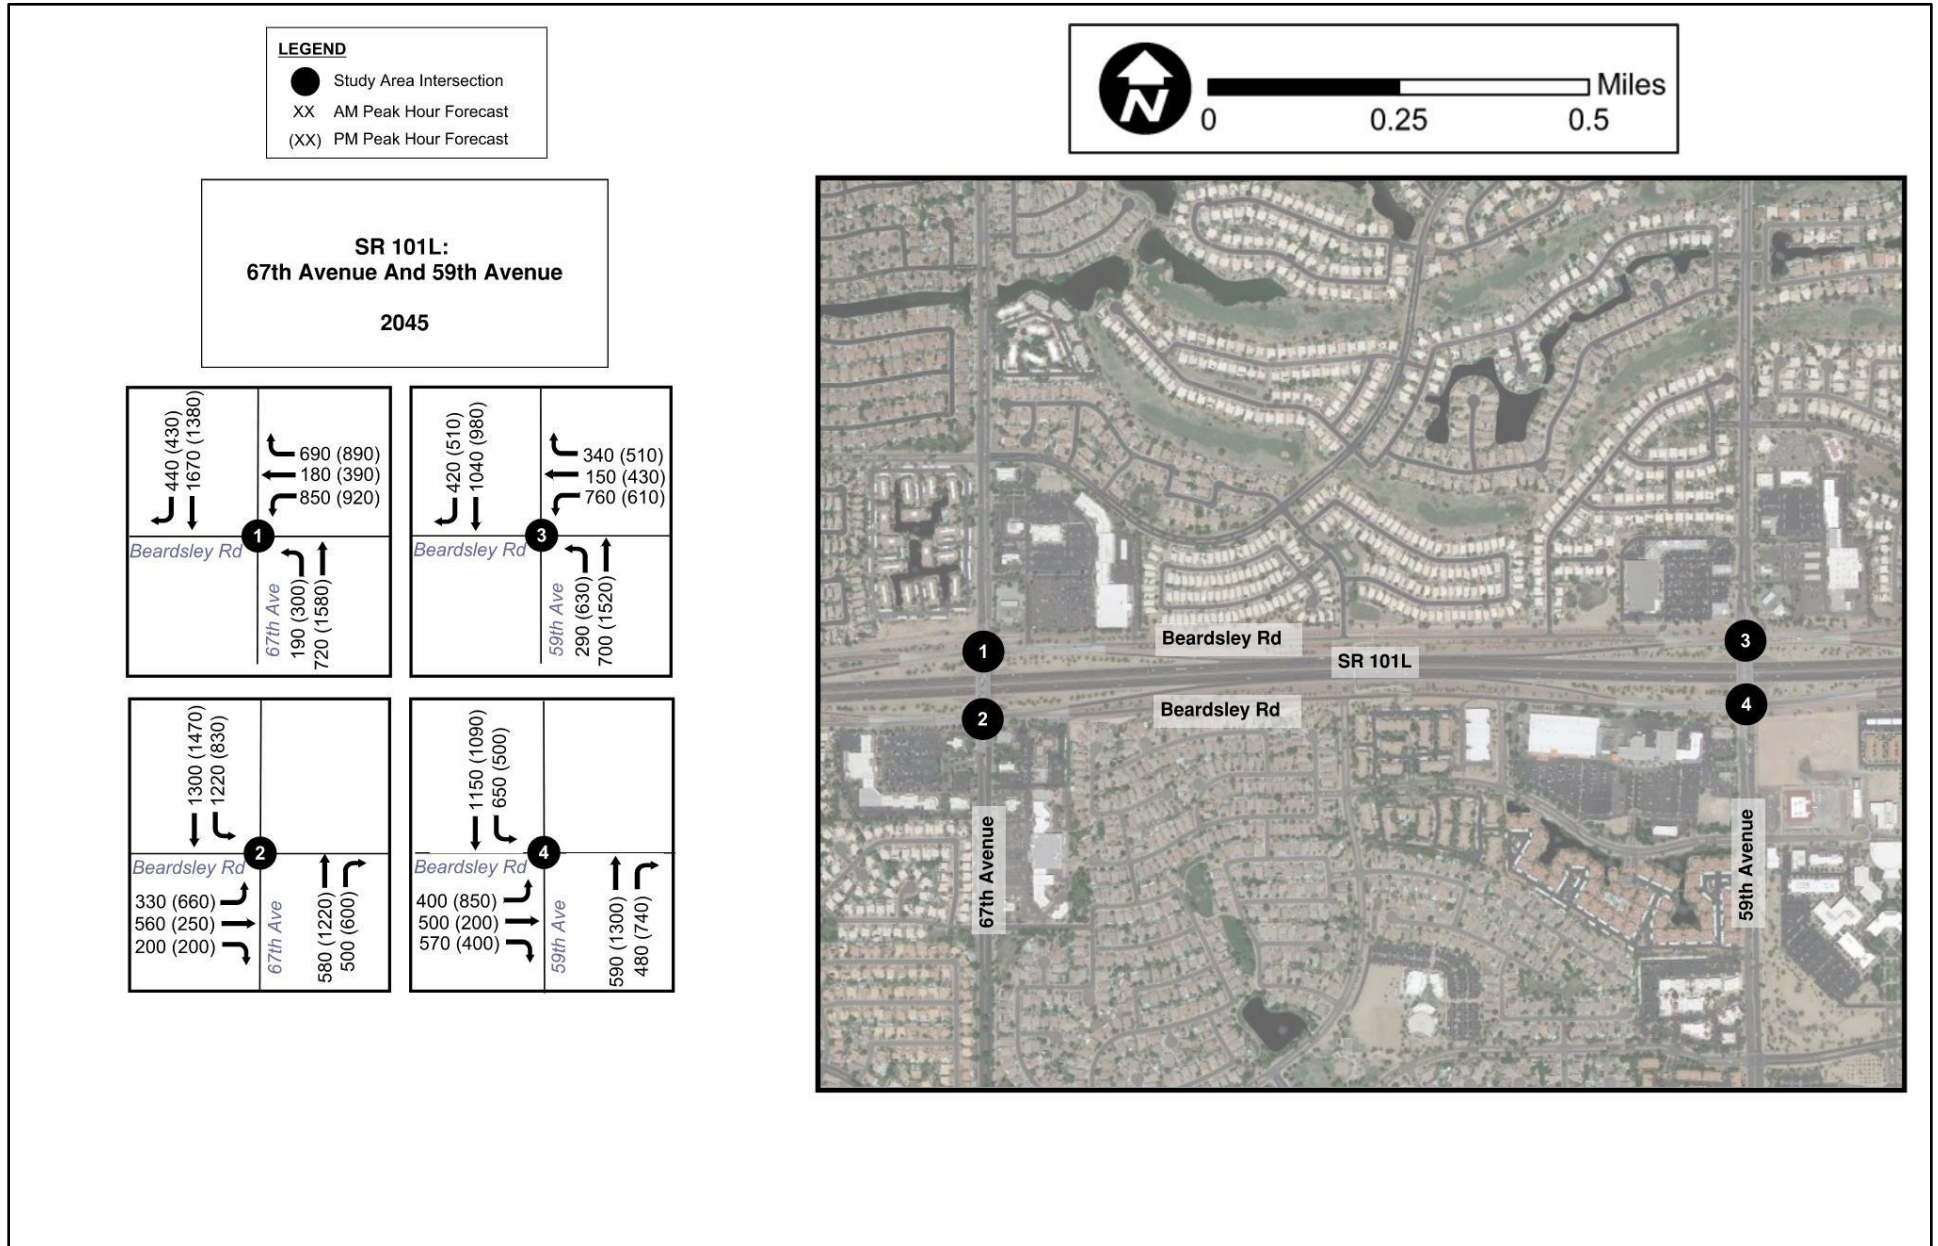 LEGEND
Study Area Intersection
XX AM Peak Hour Forecast
(XX) PM Peak Hour Forecast
N
Miles
0 0.25 0.5
SR 101L:
67th Avenue And 59th Avenue
2045
440 (430)
1670 (1380)
690 (890)
180 (390)
850 (920)
1
Beardsley Rd
67th Ave
190 (300)
720 (1580)
420 (510)
1040 (980)
340 (510)
150 (430)
760 (610)
3
Beardsley Rd
59th Ave
290 (630)
700 (1520)
1300 (1470)
1220 (830)
2
Beardsley Rd
330 (660)
560 (250)
200 (200)
67th Ave
580 (1220)
500 (600)
1150 (1090)
650 (500)
4
Beardsley Rd
400 (850)
500 (200)
570 (400)
59th Ave
590 (1300)
480 (740)
1
Beardsley Rd
3
SR 101L
2
Beardsley Rd
4
67th Avenue
59th Avenue